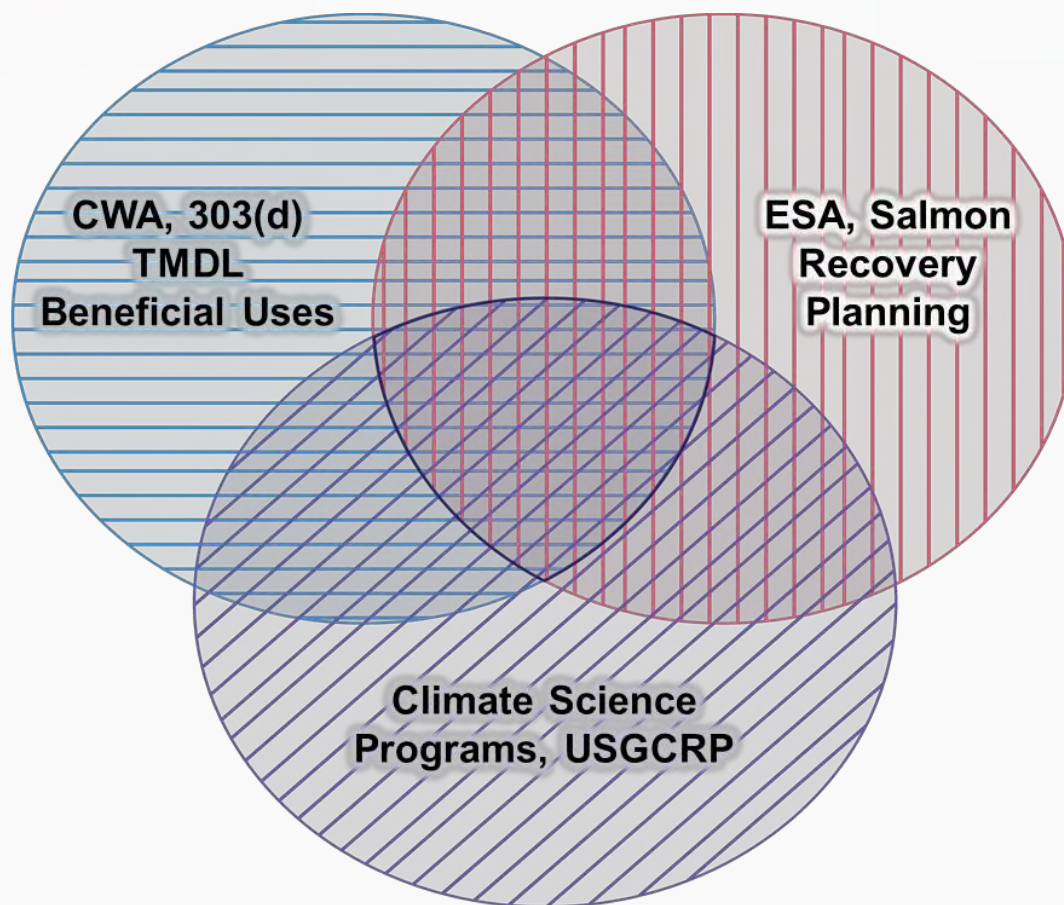 CWA, 303(d)
TMDL
Beneficial Uses
ESA, Salmon
Recovery
Planning
Climate Science
Programs, USGCRP